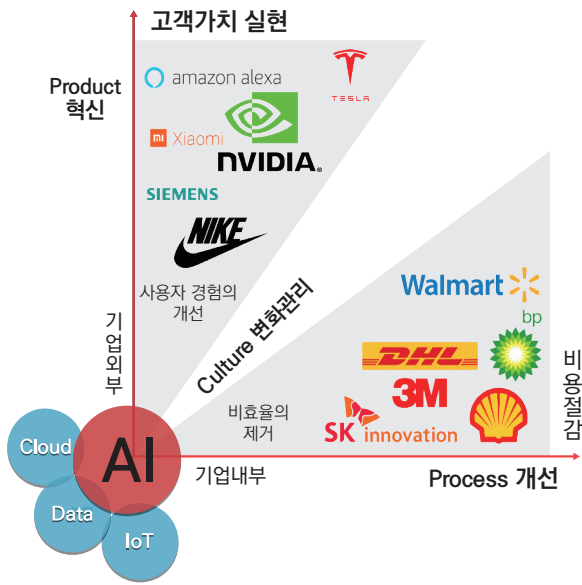 고객가치 실현
Product
혁신
amazon alexa
TESLA
mi Xiaomi
NVIDIA.
SIEMENS
NIKE
사용자 경험의
개선
기업외부
Culture 변화관리
Walmart
bp
DHL
3M
비효율의
제거
SK innovation
비용절감
Cloud
AI
Data
IoT
기업내부
Process 개선